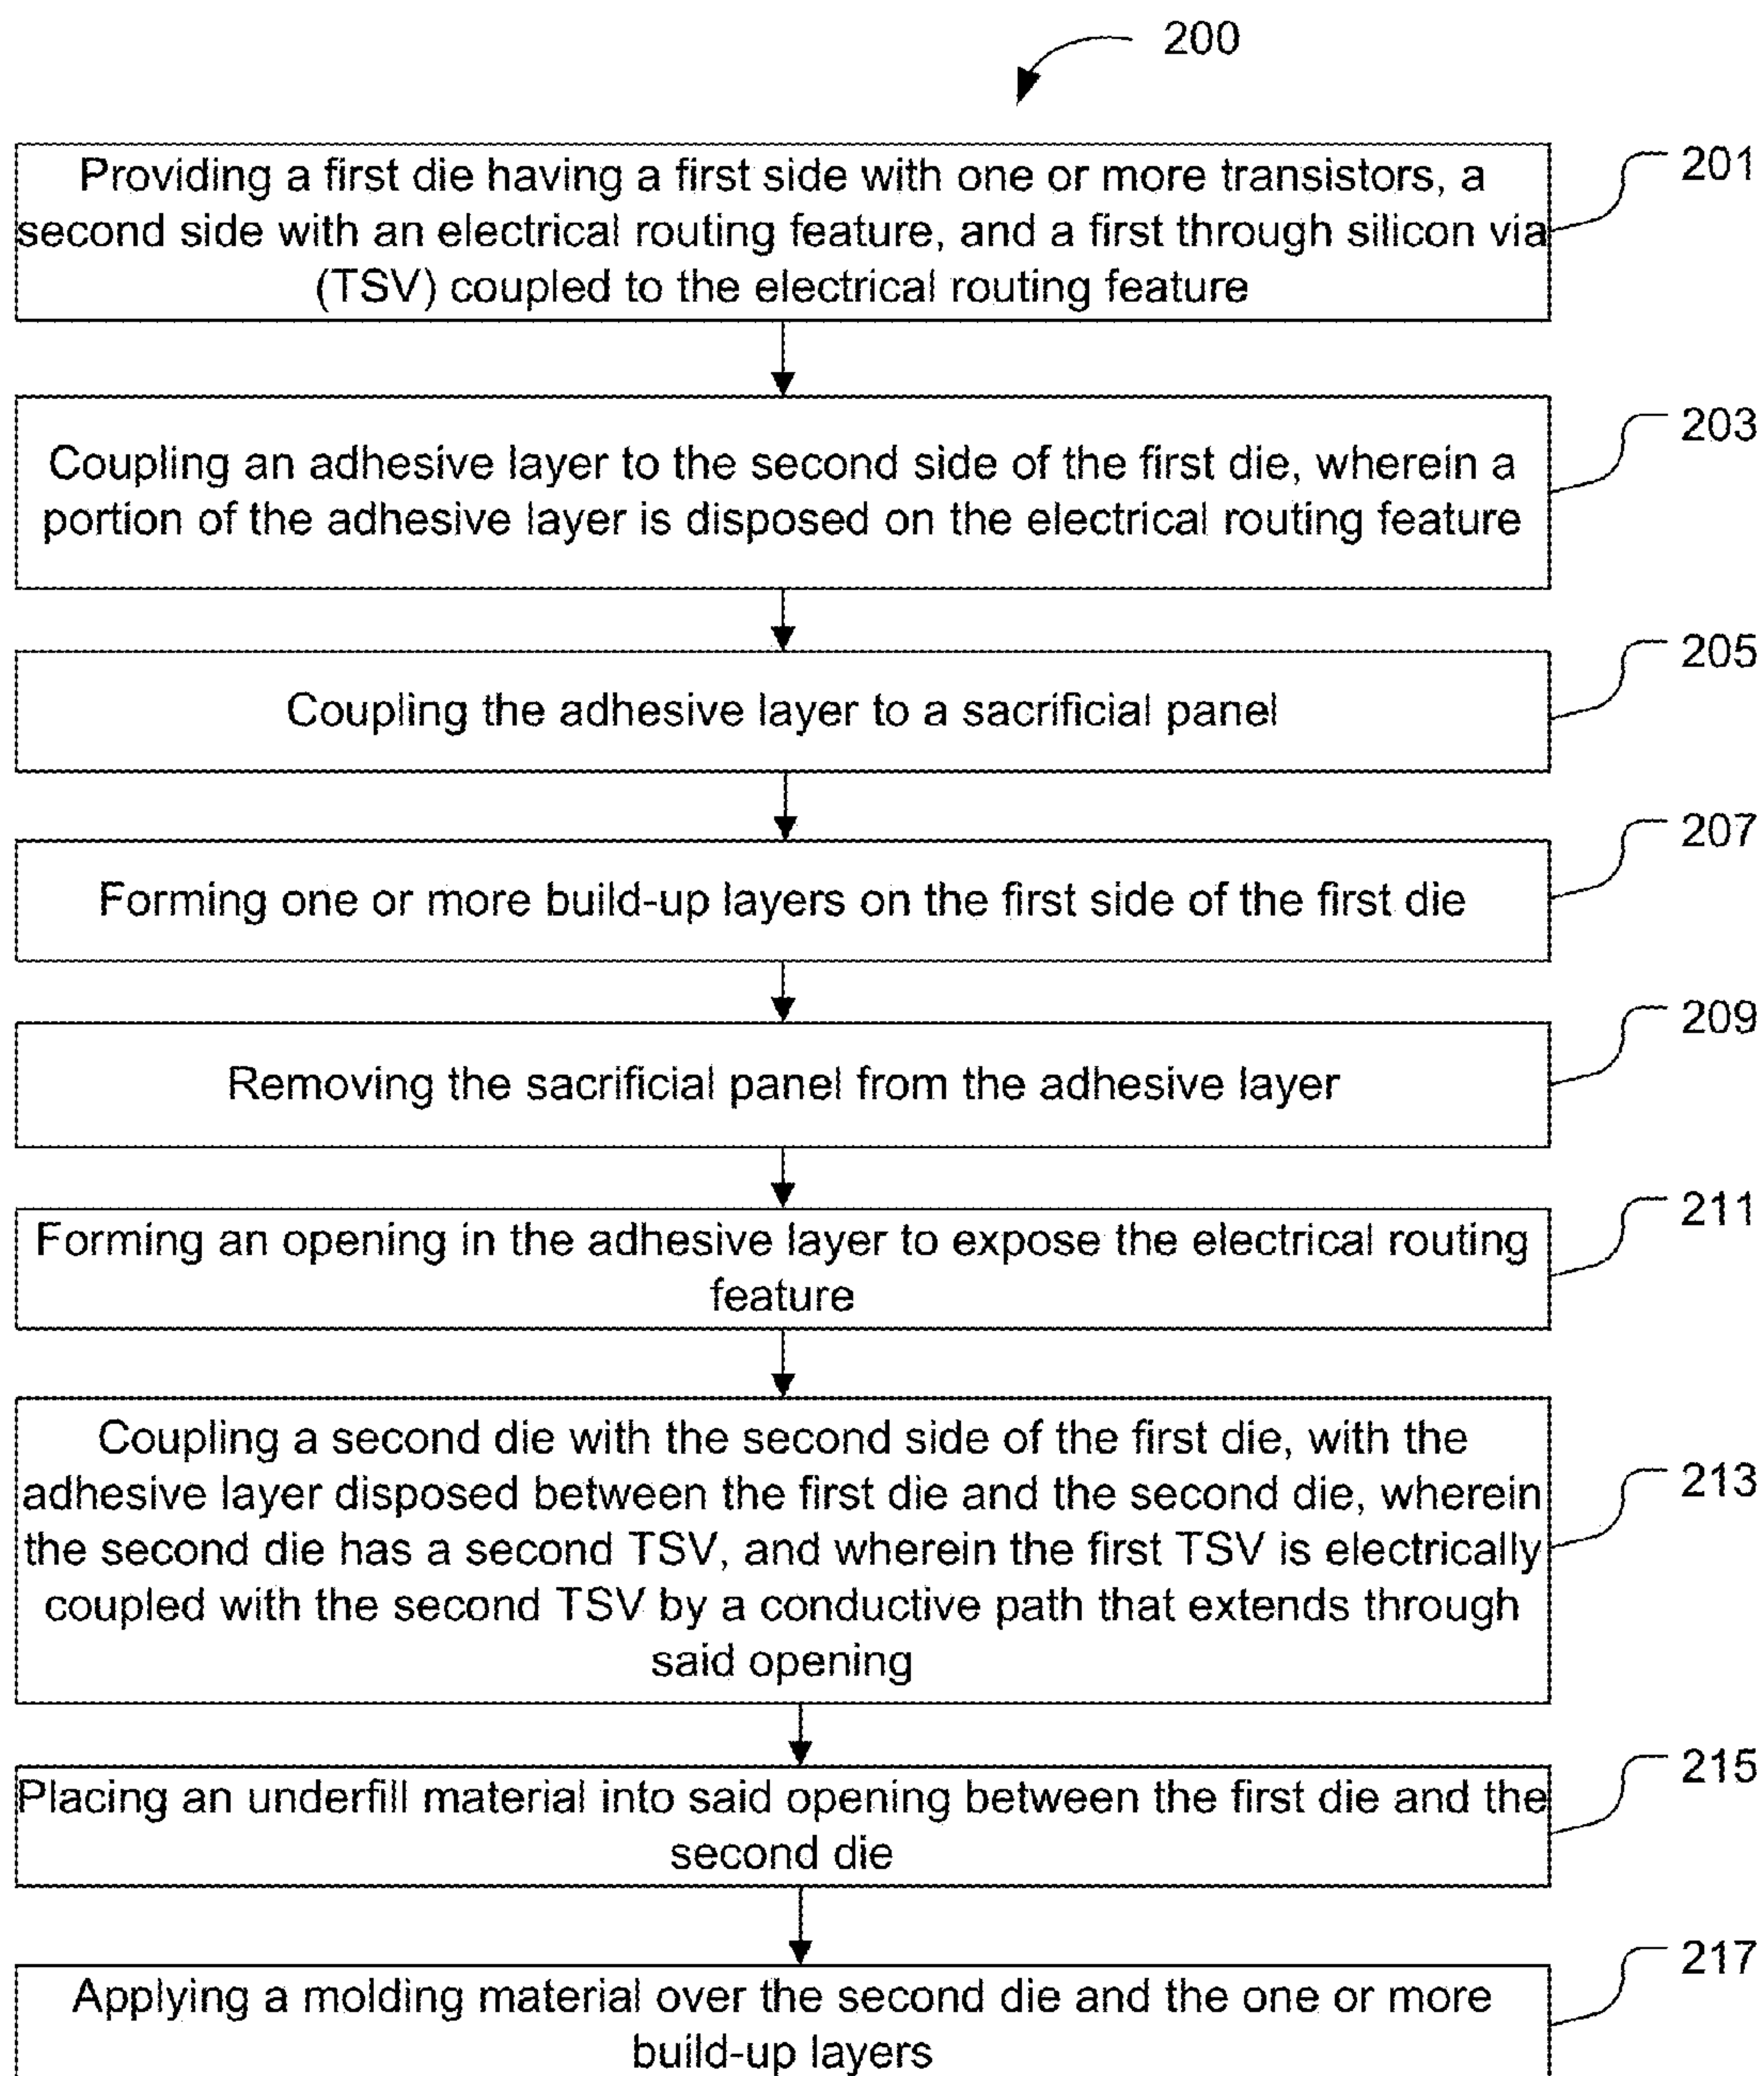 200
Providing a first die having a first side with one or more transistors, a
second side with an electrical routing feature, and a first through silicon via
(TSV) coupled to the electrical routing feature
201
Coupling an adhesive layer to the second side of the first die, wherein a
portion of the adhesive layer is disposed on the electrical routing feature
203
Coupling the adhesive layer to a sacrificial panel
205
Forming one or more build-up layers on the first side of the first die
207
Removing the sacrificial panel from the adhesive layer
209
Forming an opening in the adhesive layer to expose the electrical routing
feature
211
Coupling a second die with the second side of the first die, with the
adhesive layer disposed between the first die and the second die, wherein
the second die has a second TSV, and wherein the first TSV is electrically
coupled with the second TSV by a conductive path that extends through
said opening
213
Placing an underfill material into said opening between the first die and the
second die
215
Applying a molding material over the second die and the one or more
build-up layers
217